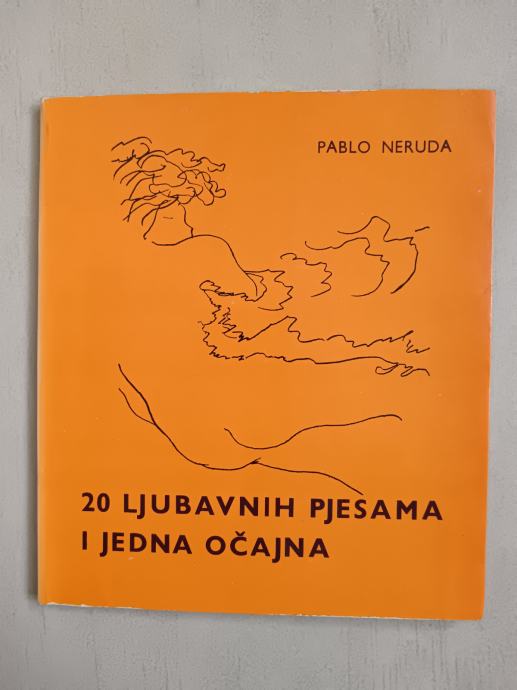 PABLO NERUDA
20 LJUBAVNIH PJESAMA
I JEDNA OČAJNA